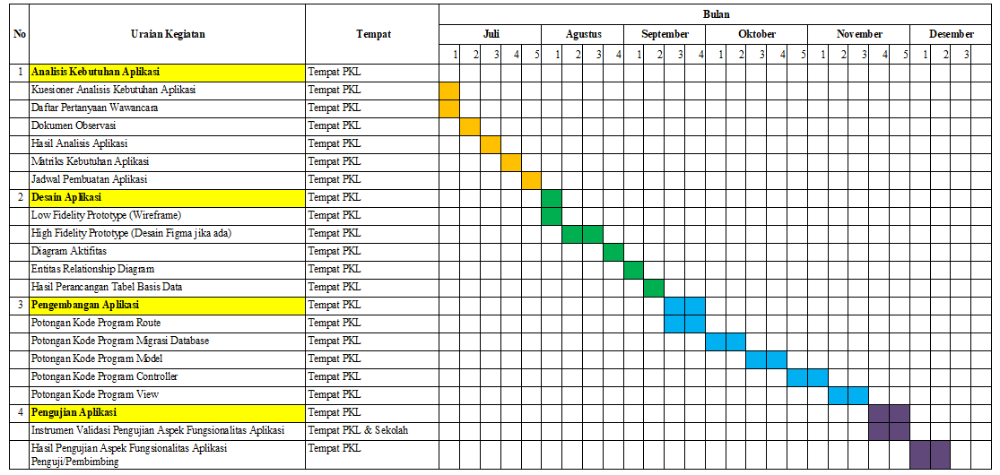 No Uraian Kegiatan Tempat Bulan
Juli Agustus September Oktober November Desember
1 2 3 4 5 1 2 3 4 1 2 3 4 1 2 3 4 5 1 2 3 4 5 1 2 3
1 Analisis Kebutuhan Aplikasi Tempat PKL
Kuesioner Analisis Kebutuhan Aplikasi Tempat PKL
Daftar Pertanyaan Wawancara Tempat PKL
Dokumen Observasi Tempat PKL
Hasil Analisis Aplikasi Tempat PKL
Matriks Kebutuhan Aplikasi Tempat PKL
Jadwal Pembuatan Aplikasi Tempat PKL
2 Desain Aplikasi Tempat PKL
Low Fidelity Prototype (Wireframe) Tempat PKL
High Fidelity Prototype (Desain Figma jika ada) Tempat PKL
Diagram Aktifitas Tempat PKL
Entitas Relationship Diagram Tempat PKL
Hasil Perancangan Tabel Basis Data Tempat PKL
3 Pengembangan Aplikasi Tempat PKL
Potongan Kode Program Route Tempat PKL
Potongan Kode Program Migrasi Database Tempat PKL
Potongan Kode Program Model Tempat PKL
Potongan Kode Program Controller Tempat PKL
Potongan Kode Program View Tempat PKL
4 Pengujian Aplikasi Tempat PKL
Instrumen Validasi Pengujian Aspek Fungsionalitas Aplikasi Tempat PKL & Sekolah
Hasil Pengujian Aspek Fungsionalitas Aplikasi Tempat PKL
Penguji/Pembimbing